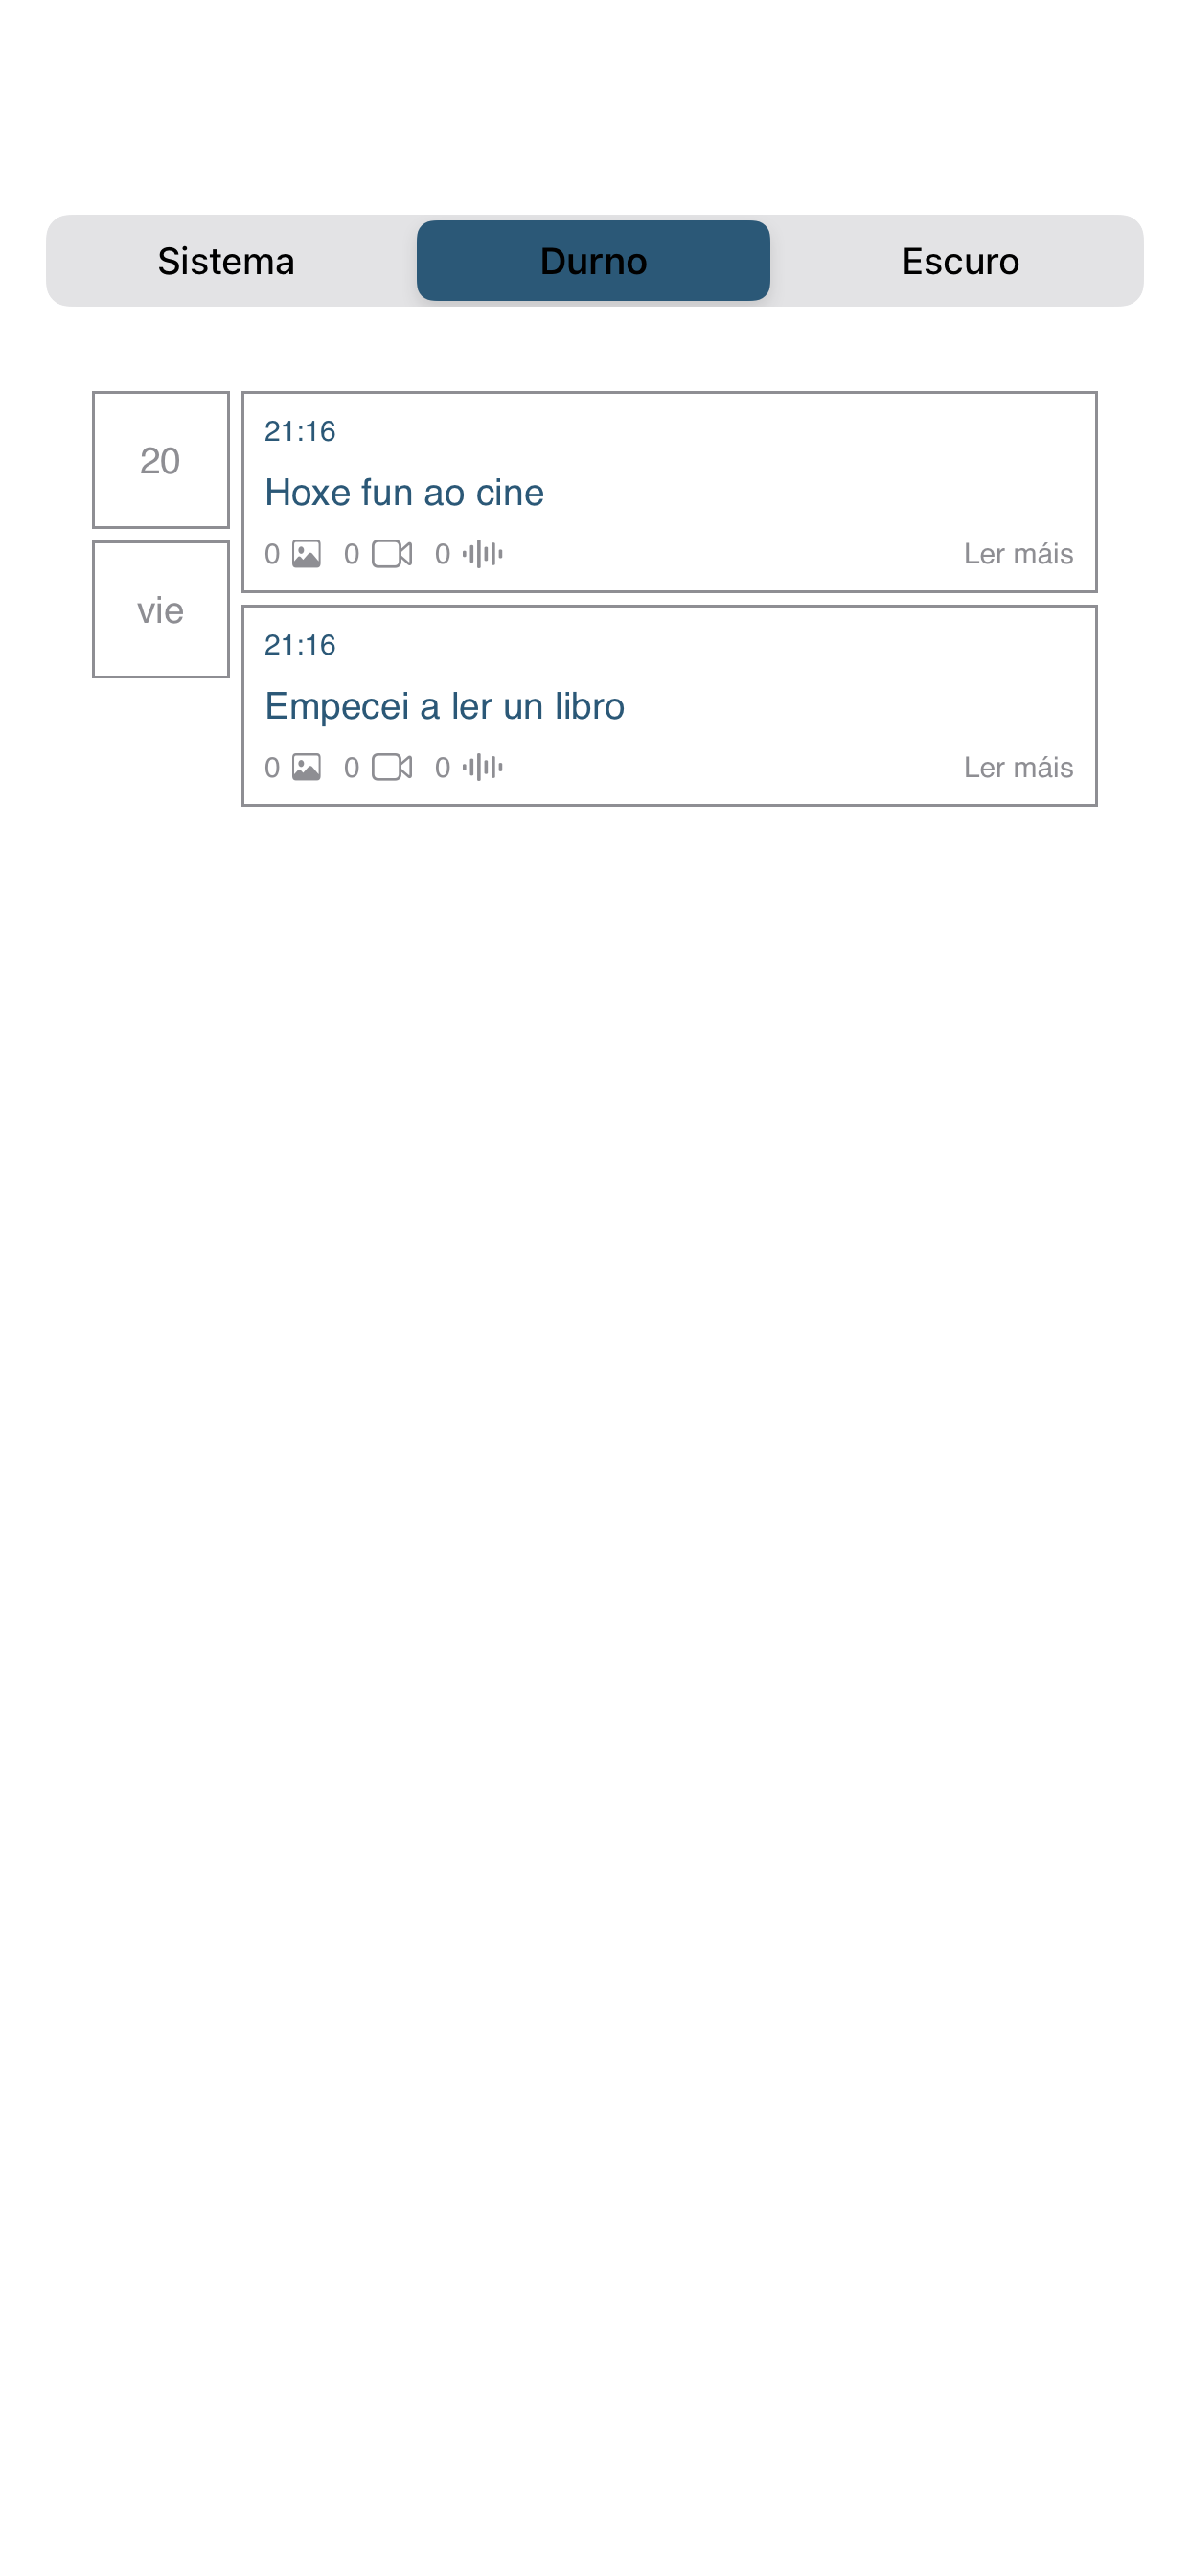 Sistema
Durno
Escuro
20
vie
21:16
Hoxe fun ao cine
0 0 0 Ler máis
21:16
Empecei a ler un libro
0 0 0 Ler máis